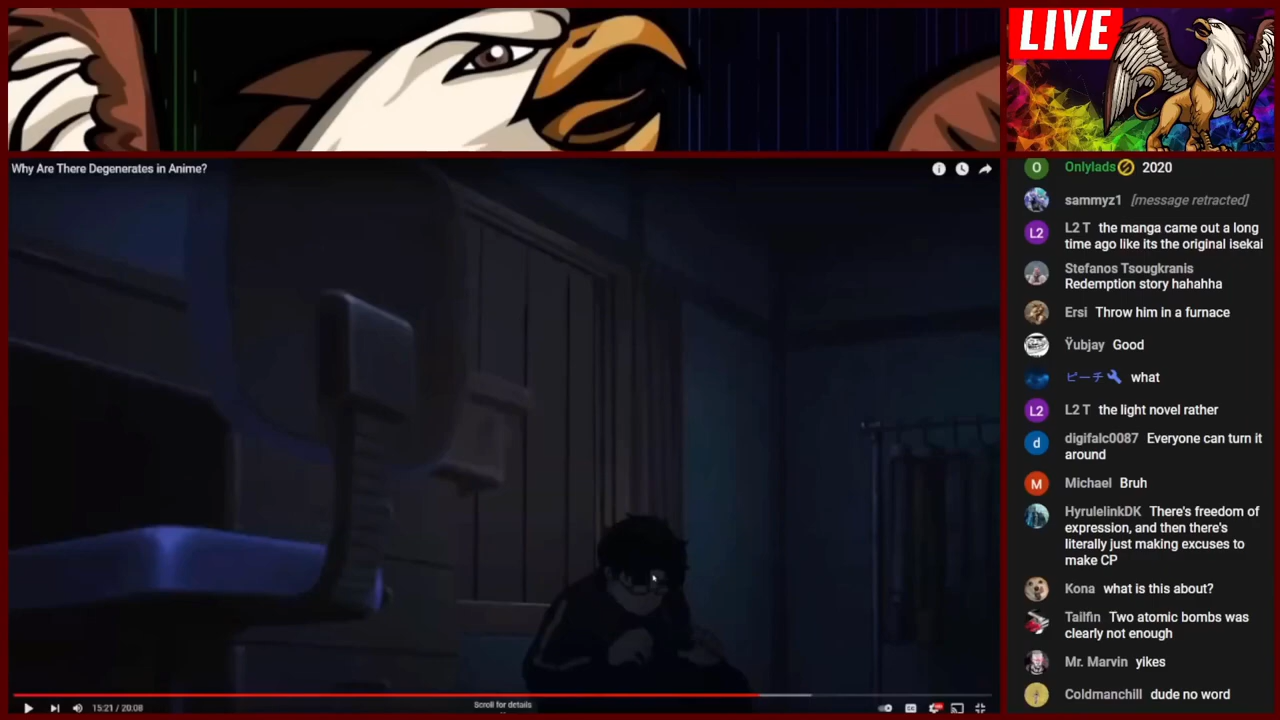 LIVE
Why Are There Degenerates in Anime?
15:21 / 20:08
Scroll for details
O Onlylads 2020
sammyz1 [message retracted]
L2 L2 T the manga came out a long
time ago like its the original isekai
Stefanos Tsougkranis
Redemption story hahahha
Ersi Throw him in a furnace
Ÿubjay Good
ピーチ what
L2 L2 T the light novel rather
d digifalc0087 Everyone can turn it
around
M Michael Bruh
HyrulelinkDK There's freedom of
expression, and then there's
literally just making excuses to
make CP
Kona what is this about?
Tailfin Two atomic bombs was
clearly not enough
Mr. Marvin yikes
Coldmanchill dude no word